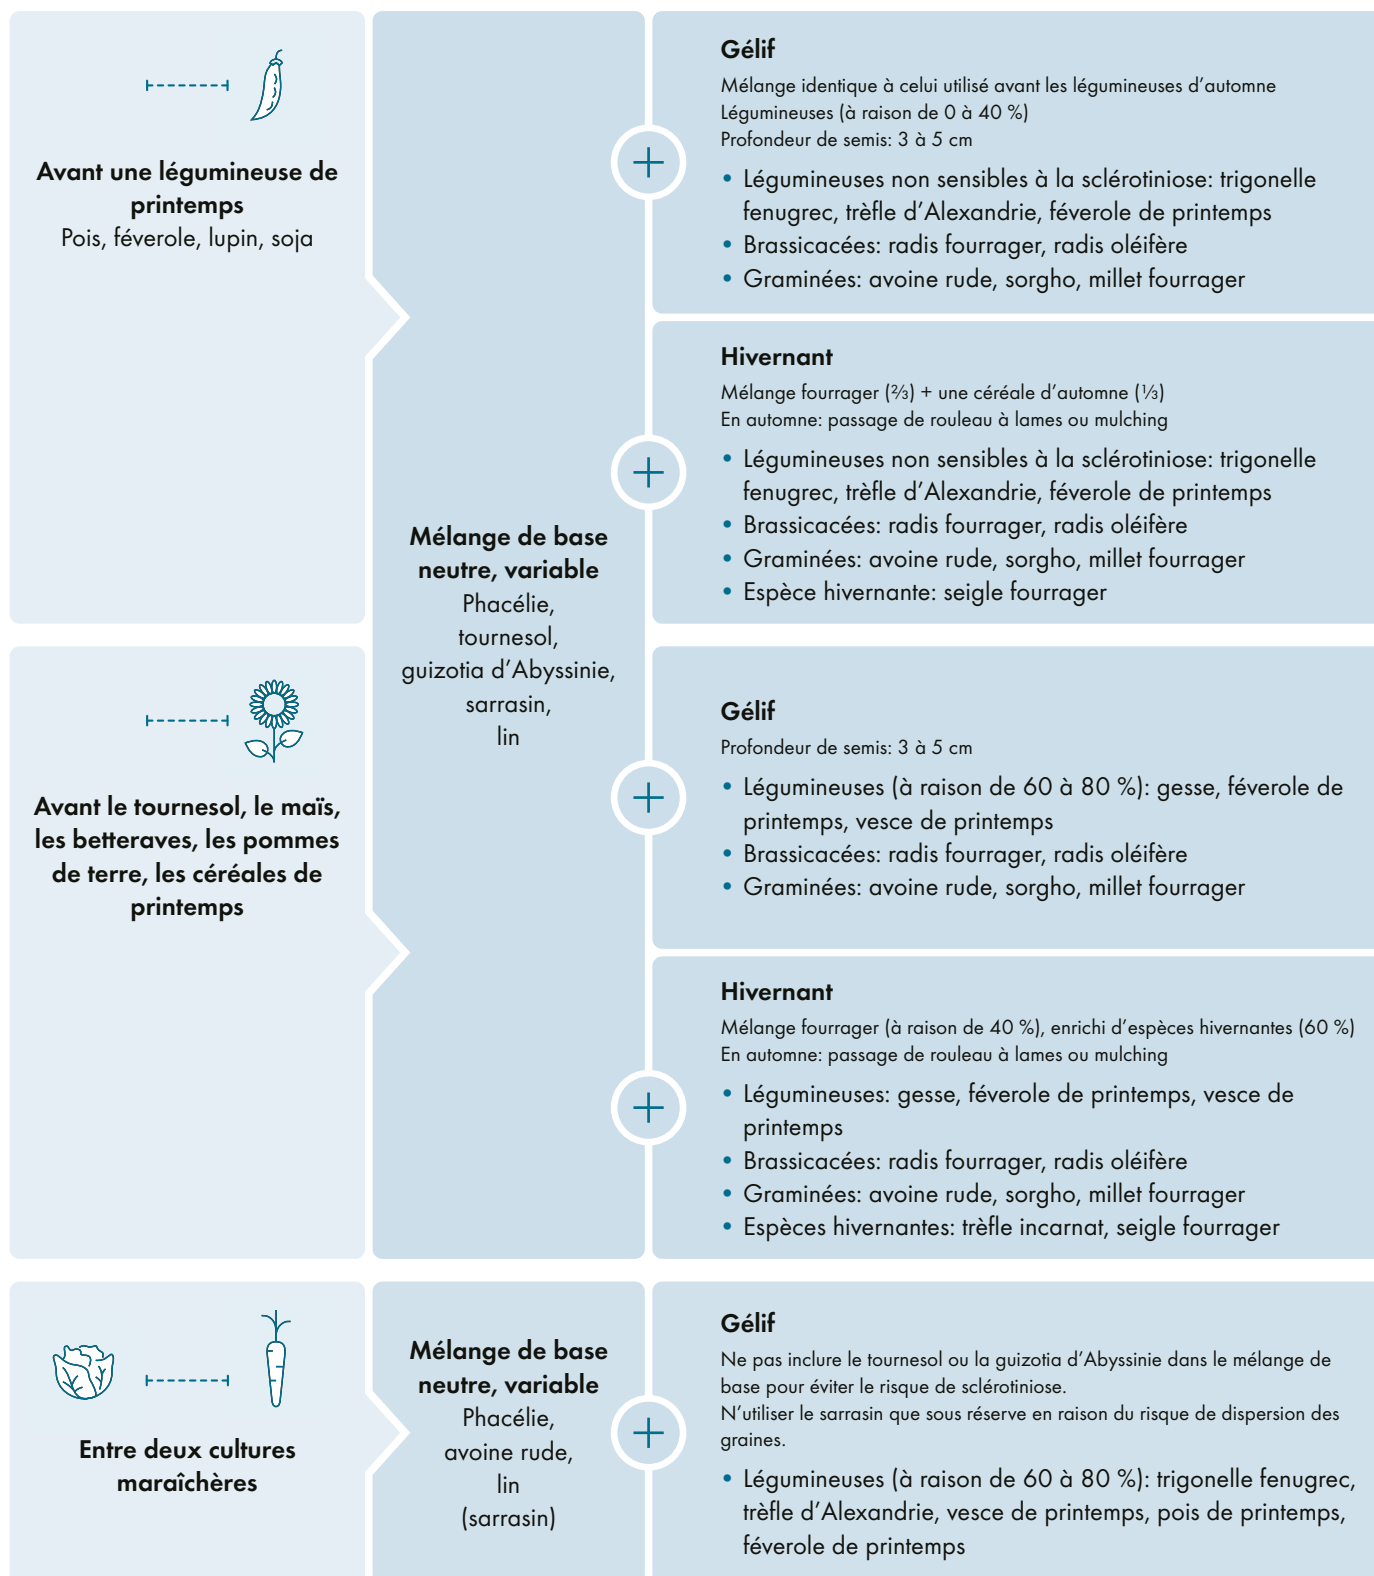 Avant une légumineuse de
printemps
Pois, féverole, lupin, soja
Mélange de base
neutre, variable
Phacélie,
tournesol,
guizotia d’Abyssinie,
sarrasin,
lin
Gélif
Mélange identique à celui utilisé avant les légumineuses d’automne
Légumineuses (à raison de 0 à 40 %)
Profondeur de semis: 3 à 5 cm
• Légumineuses non sensibles à la sclérotiniose: trigonelle
fenugrec, trèfle d’Alexandrie, féverole de printemps
• Brassicacées: radis fourrager, radis oléifère
• Graminées: avoine rude, sorgho, millet fourrager
Hivernant
Mélange fourrager (⅔) + une céréale d’automne (⅓)
En automne: passage de rouleau à lames ou mulching
• Légumineuses non sensibles à la sclérotiniose: trigonelle
fenugrec, trèfle d’Alexandrie, féverole de printemps
• Brassicacées: radis fourrager, radis oléifère
• Graminées: avoine rude, sorgho, millet fourrager
• Espèce hivernante: seigle fourrager
Avant le tournesol, le maïs,
les betteraves, les pommes
de terre, les céréales de
printemps
Gélif
Profondeur de semis: 3 à 5 cm
• Légumineuses (à raison de 60 à 80 %): gesse, féverole de
printemps, vesce de printemps
• Brassicacées: radis fourrager, radis oléifère
• Graminées: avoine rude, sorgho, millet fourrager
Hivernant
Mélange fourrager (à raison de 40 %), enrichi d’espèces hivernantes (60 %)
En automne: passage de rouleau à lames ou mulching
• Légumineuses: gesse, féverole de printemps, vesce de
printemps
• Brassicacées: radis fourrager, radis oléifère
• Graminées: avoine rude, sorgho, millet fourrager
• Espèces hivernantes: trèfle incarnat, seigle fourrager
Entre deux cultures
maraîchères
Mélange de base
neutre, variable
Phacélie,
avoine rude,
lin
(sarrasin)
Gélif
Ne pas inclure le tournesol ou la guizotia d’Abyssinie dans le mélange de
base pour éviter le risque de sclérotiniose.
N’utiliser le sarrasin que sous réserve en raison du risque de dispersion des
graines.
• Légumineuses (à raison de 60 à 80 %): trigonelle fenugrec,
trèfle d’Alexandrie, vesce de printemps, pois de printemps,
féverole de printemps